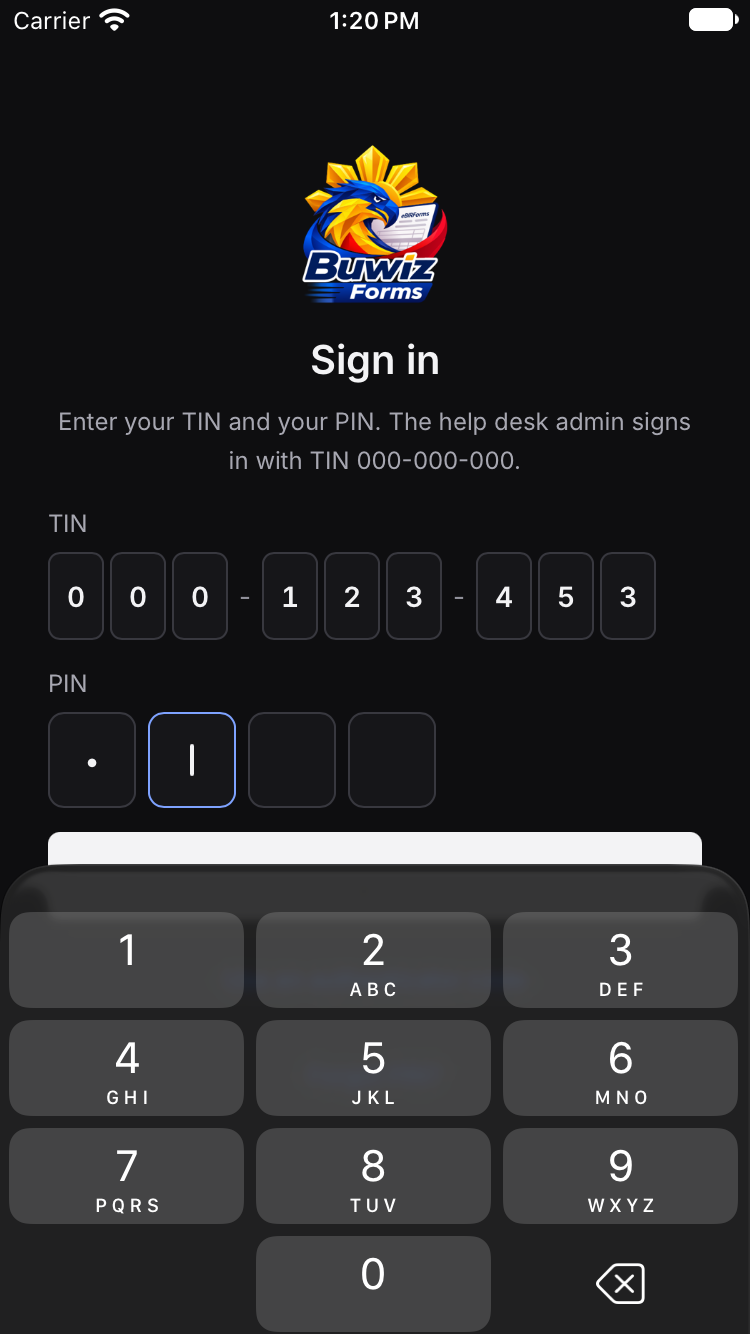 Carrier
1:20 PM
eBIRForms
Buwiz
Forms
Sign in
Enter your TIN and your PIN. The help desk admin signs
in with TIN 000-000-000.
TIN
0 0 0 - 1 2 3 - 4 5 3
PIN
1
2
ABC
3
DEF
4
GHI
5
JKL
6
MNO
7
PQRS
8
TUV
9
WXYZ
0